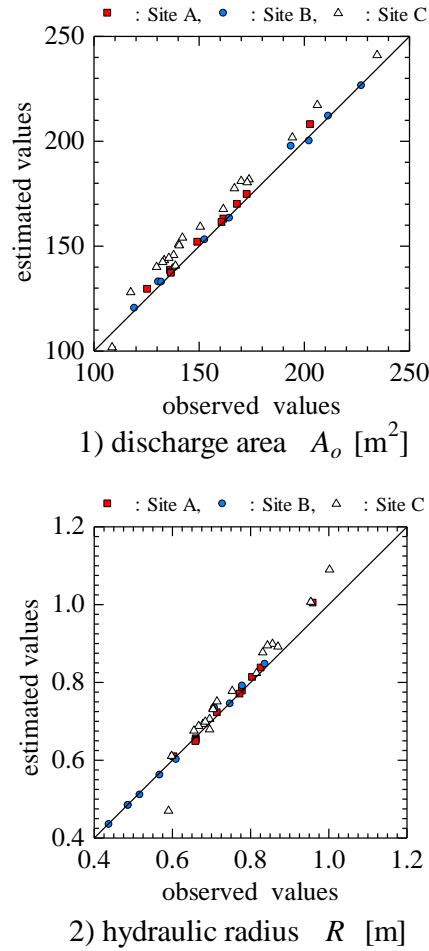 : Site A, : Site B, : Site C
250
200
150
100
estimated values
100 150 200 250
observed values
1) discharge area A_o [m²]
: Site A, : Site B, : Site C
1.2
1.0
0.8
0.6
0.4
estimated values
0.4 0.6 0.8 1.0 1.2
observed values
2) hydraulic radius R [m]